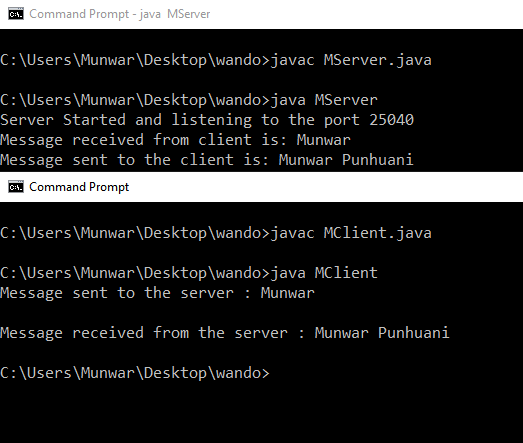 Command Prompt - java  MServer
C:\Users\Munwar\Desktop\wando>javac MServer.java
C:\Users\Munwar\Desktop\wando>java MServer
Server Started and listening to the port 25040
Message received from client is: Munwar
Message sent to the client is: Munwar Punhuani
Command Prompt
C:\Users\Munwar\Desktop\wando>javac MClient.java
C:\Users\Munwar\Desktop\wando>java MClient
Message sent to the server : Munwar
Message received from the server : Munwar Punhuani
C:\Users\Munwar\Desktop\wando>